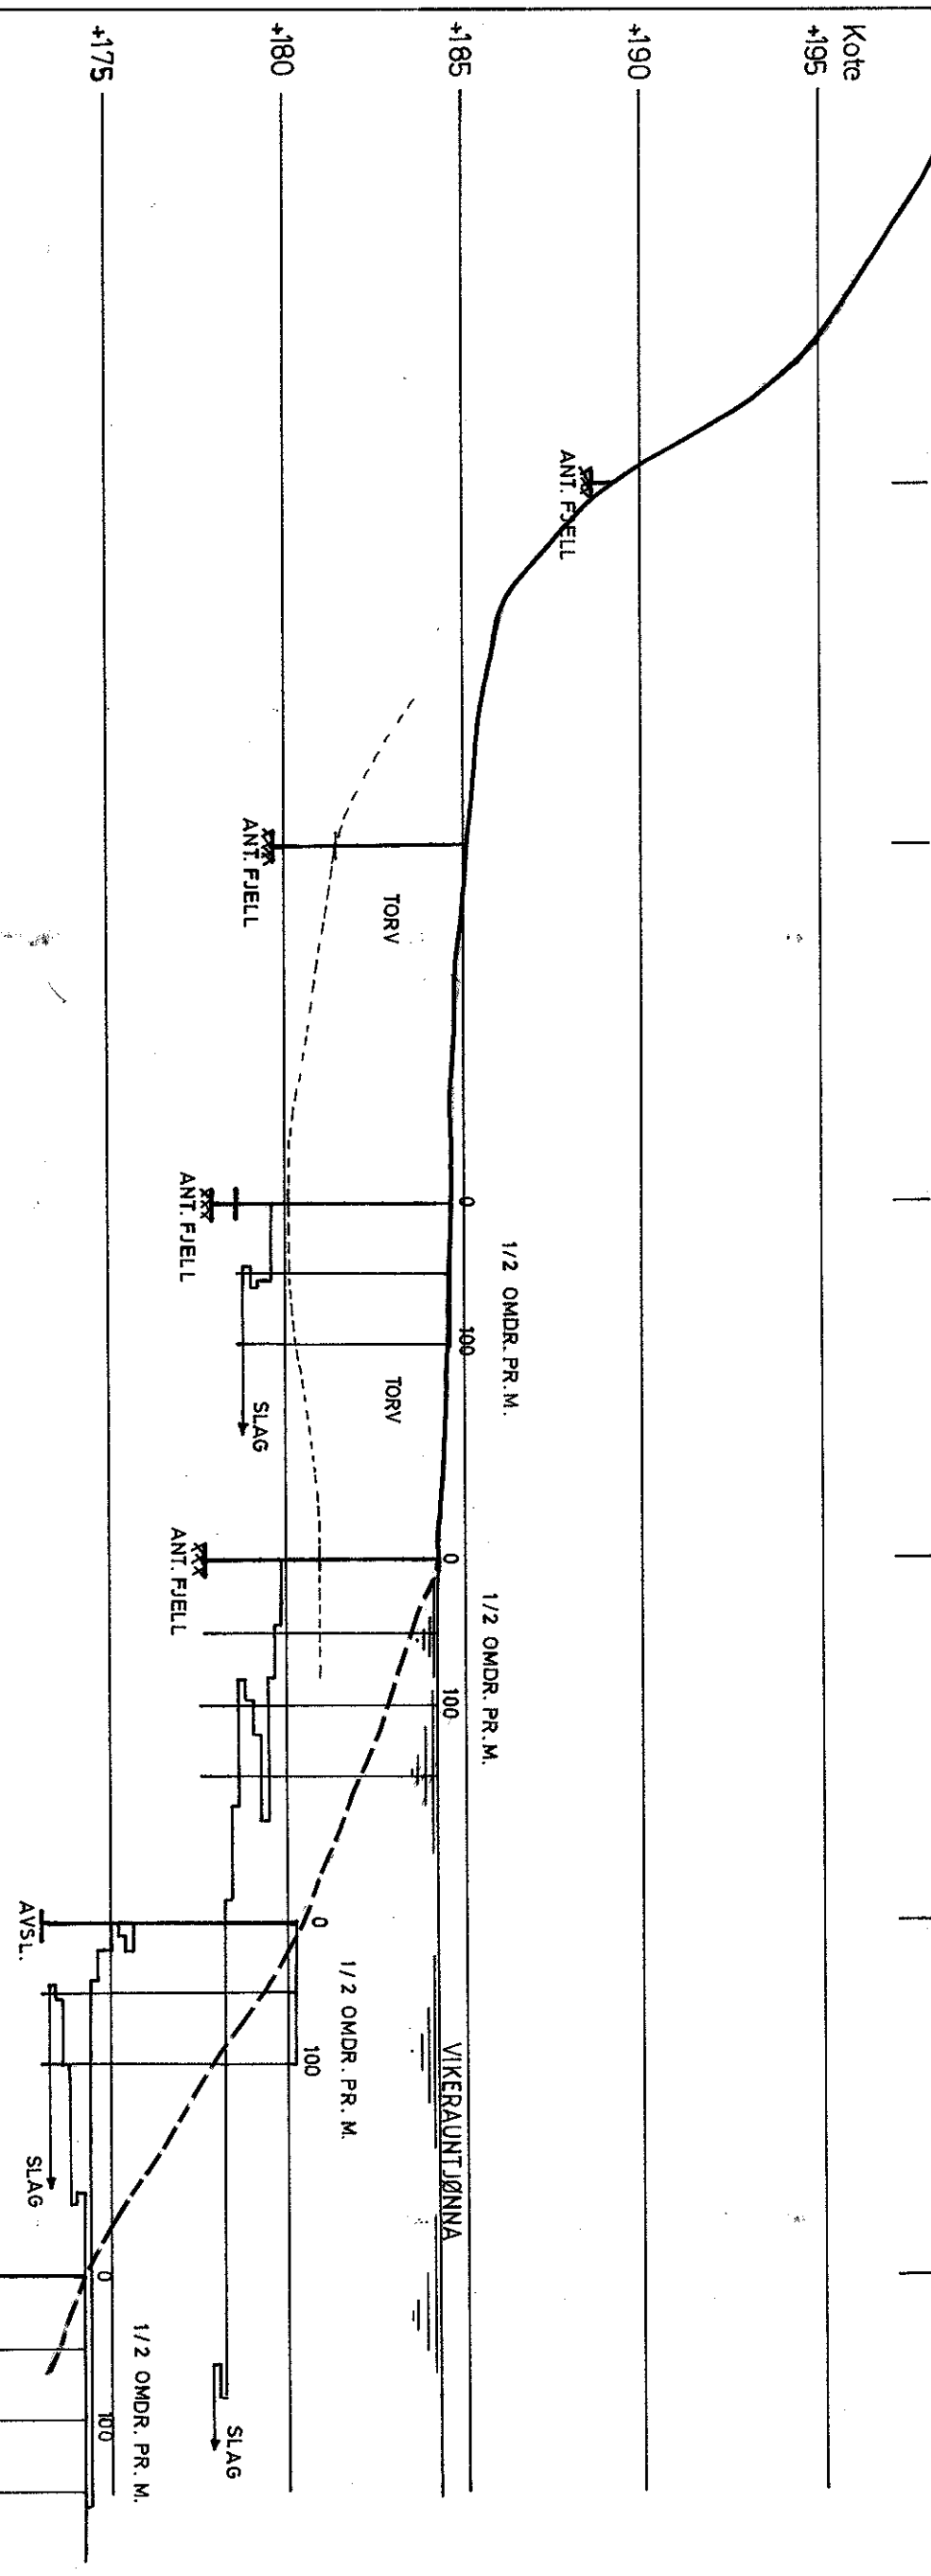 Kote
+195
+190
+185
+180
+175
ANT. FJELL
ANT. FJELL
TORV
0
1/2 OMDR. PR. M.
100
ANT. FJELL
TORV
SLAG
0
1/2 OMDR. PR. M.
100
ANT. FJELL
SLAG
VIKERAUNTJØNNA
0
1/2 OMDR. PR. M.
100
AVSL.
SLAG
0
1/2 OMDR. PR. M.
100